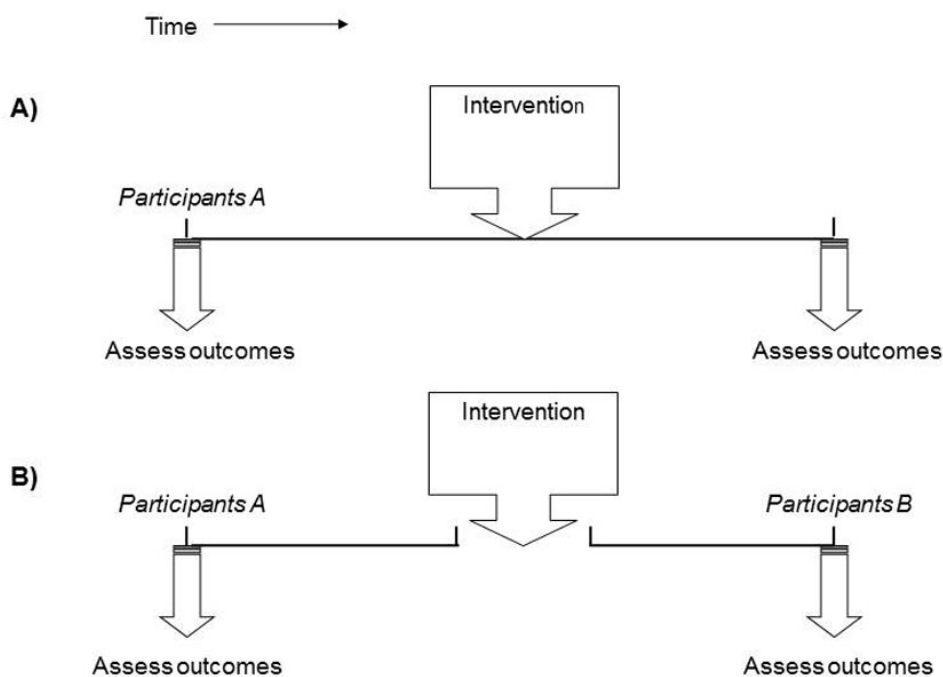 Time
A)
Intervention
Participants A
Assess outcomes
Assess outcomes
Intervention
B)
Participants A
Participants B
Assess outcomes
Assess outcomes